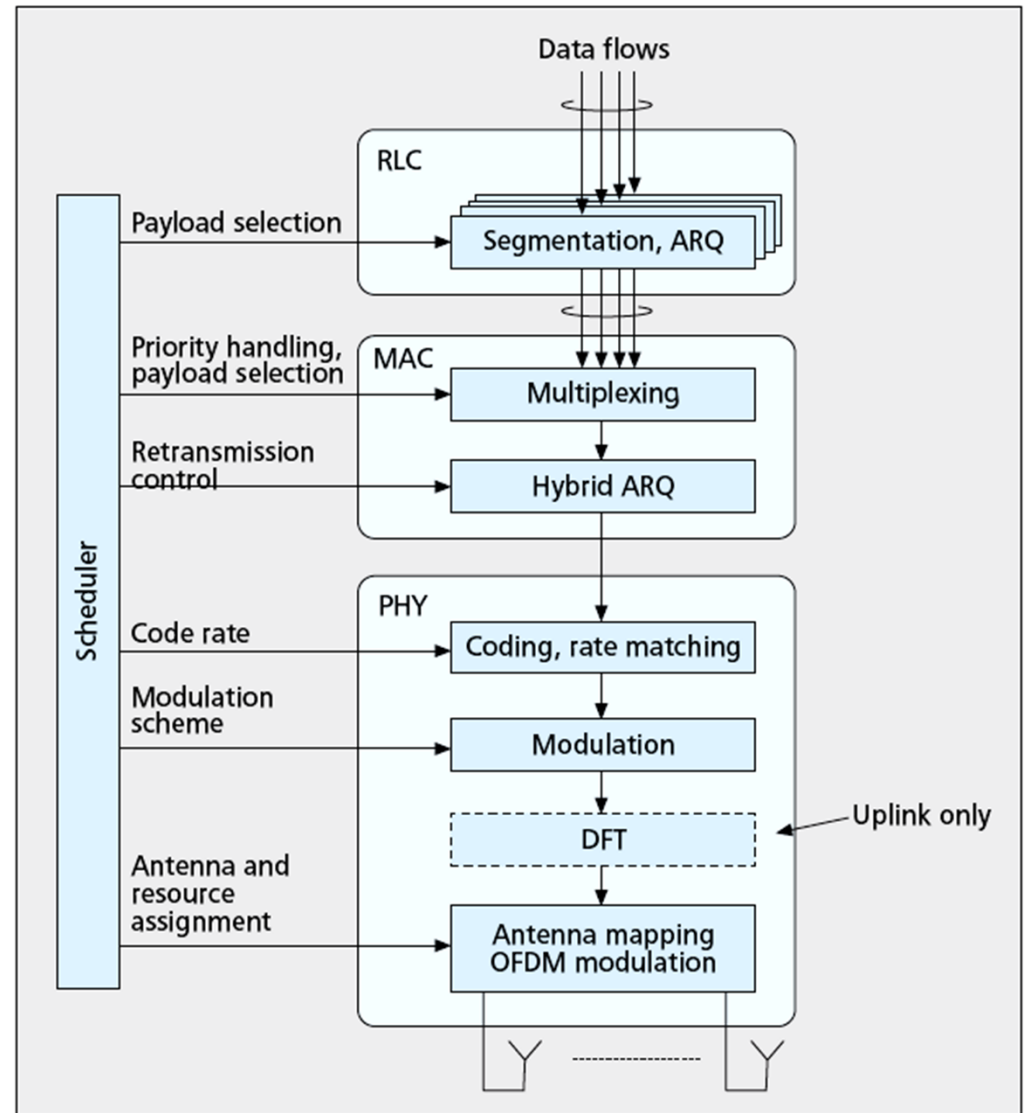 Data flows
RLC
Payload selection
Segmentation, ARQ
Priority handling,
payload selection
MAC
Multiplexing
Retransmission
control
Hybrid ARQ
Scheduler
PHY
Code rate
Coding, rate matching
Modulation
scheme
Modulation
Uplink only
DFT
Antenna and
resource
assignment
Antenna mapping
OFDM modulation